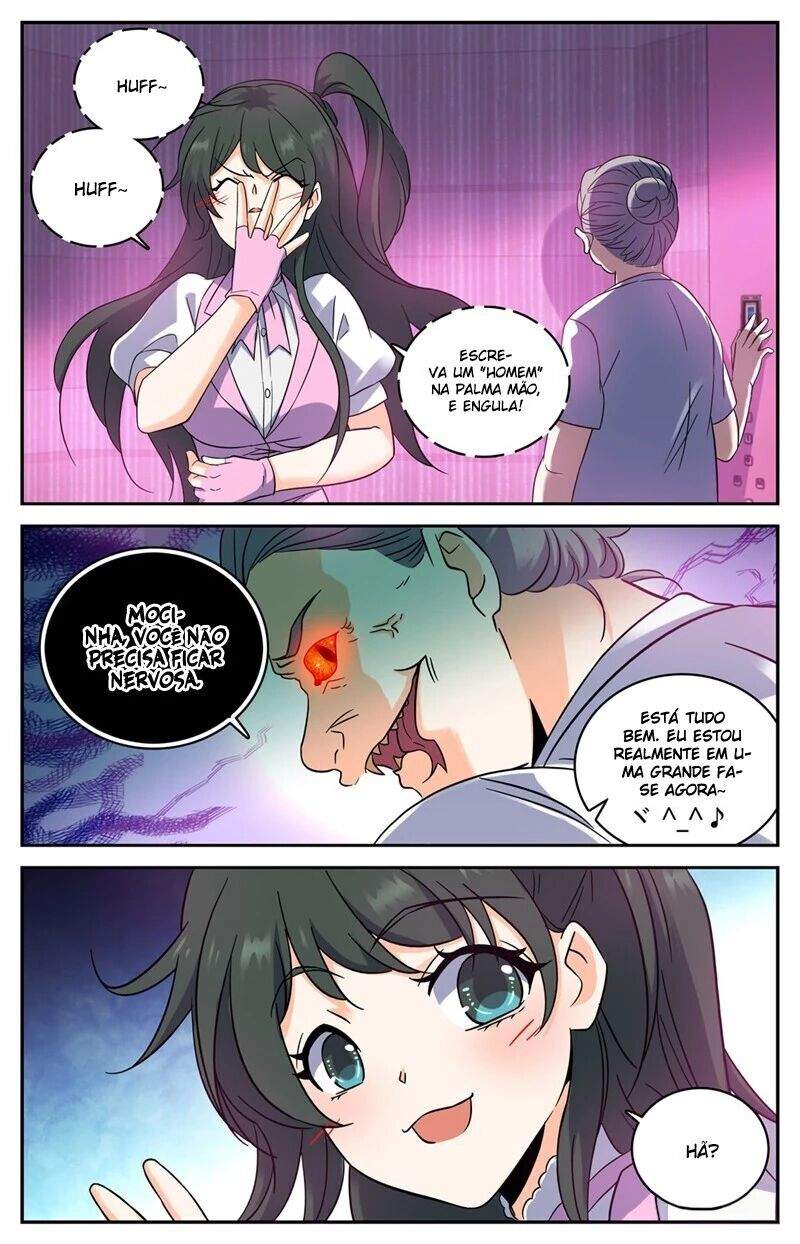 HUFF~
HUFF~
ESCRE-
VA UM "HOMEM"
NA PALMA MÃO,
E ENGULA!
MOCI-
NHA, VOCÊ NÃO
PRECISA FICAR
NERVOSA.
ESTÁ TUDO
BEM. EU ESTOU
REALMENTE EM U-
MA GRANDE FA-
SE AGORA~
ヾ ^_^♪
HÃ?